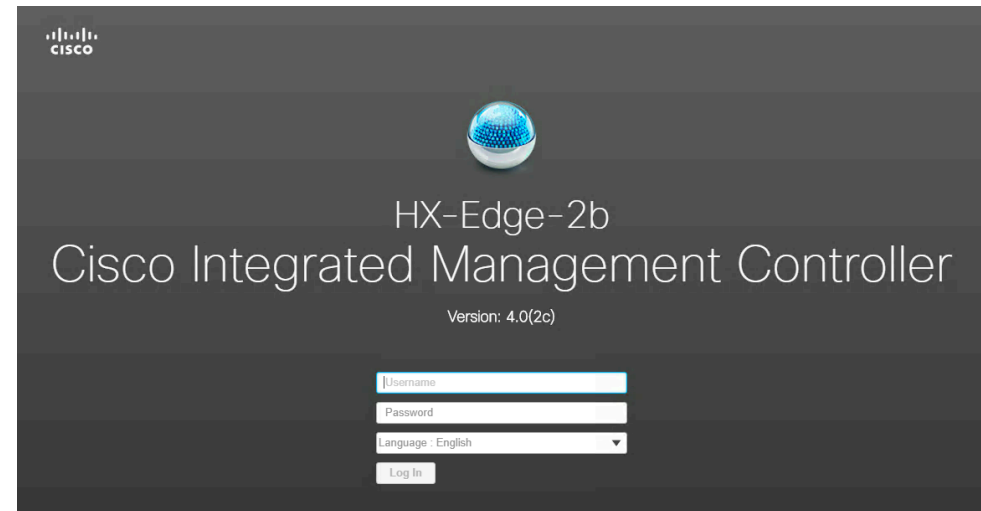 CISCO
HX-Edge-2b
Cisco Integrated Management Controller
Version: 4.0(2c)
Username
Password
Language : English
Log In